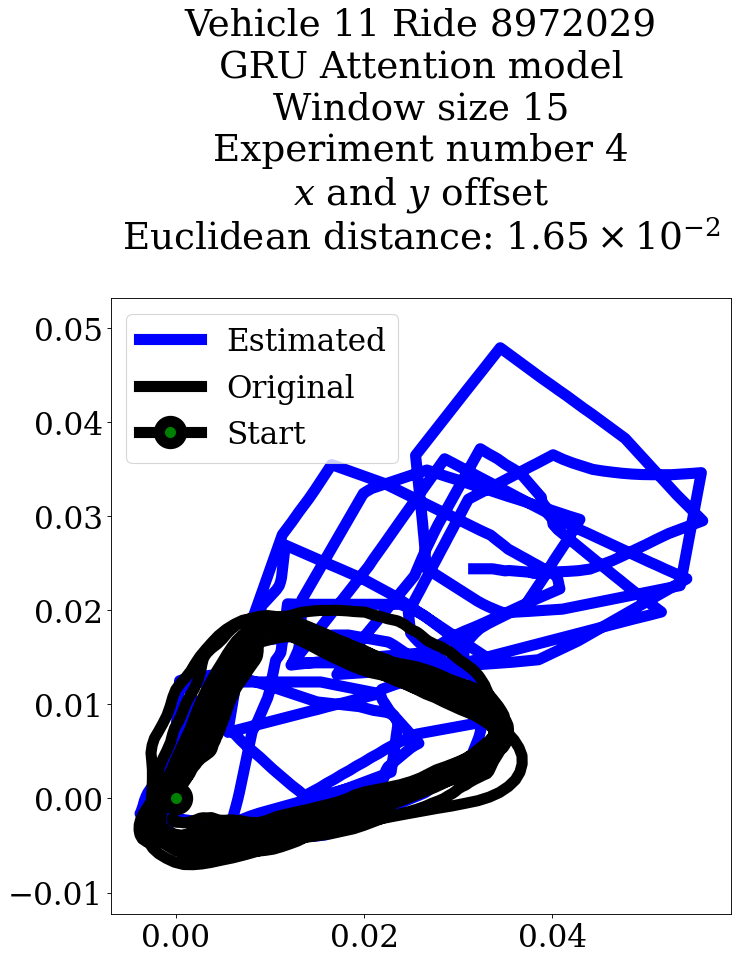 Vehicle 11 Ride 8972029
GRU Attention model
Window size 15
Experiment number 4
x and y offset
Euclidean distance: 1.65 × 10⁻²
Estimated
Original
Start
0.05
0.04
0.03
0.02
0.01
0.00
−0.01
0.00 0.02 0.04